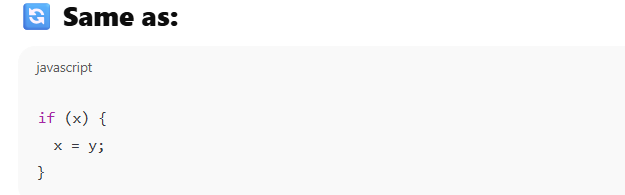 🔄 Same as:
javascript
if (x) {
  x = y;
}